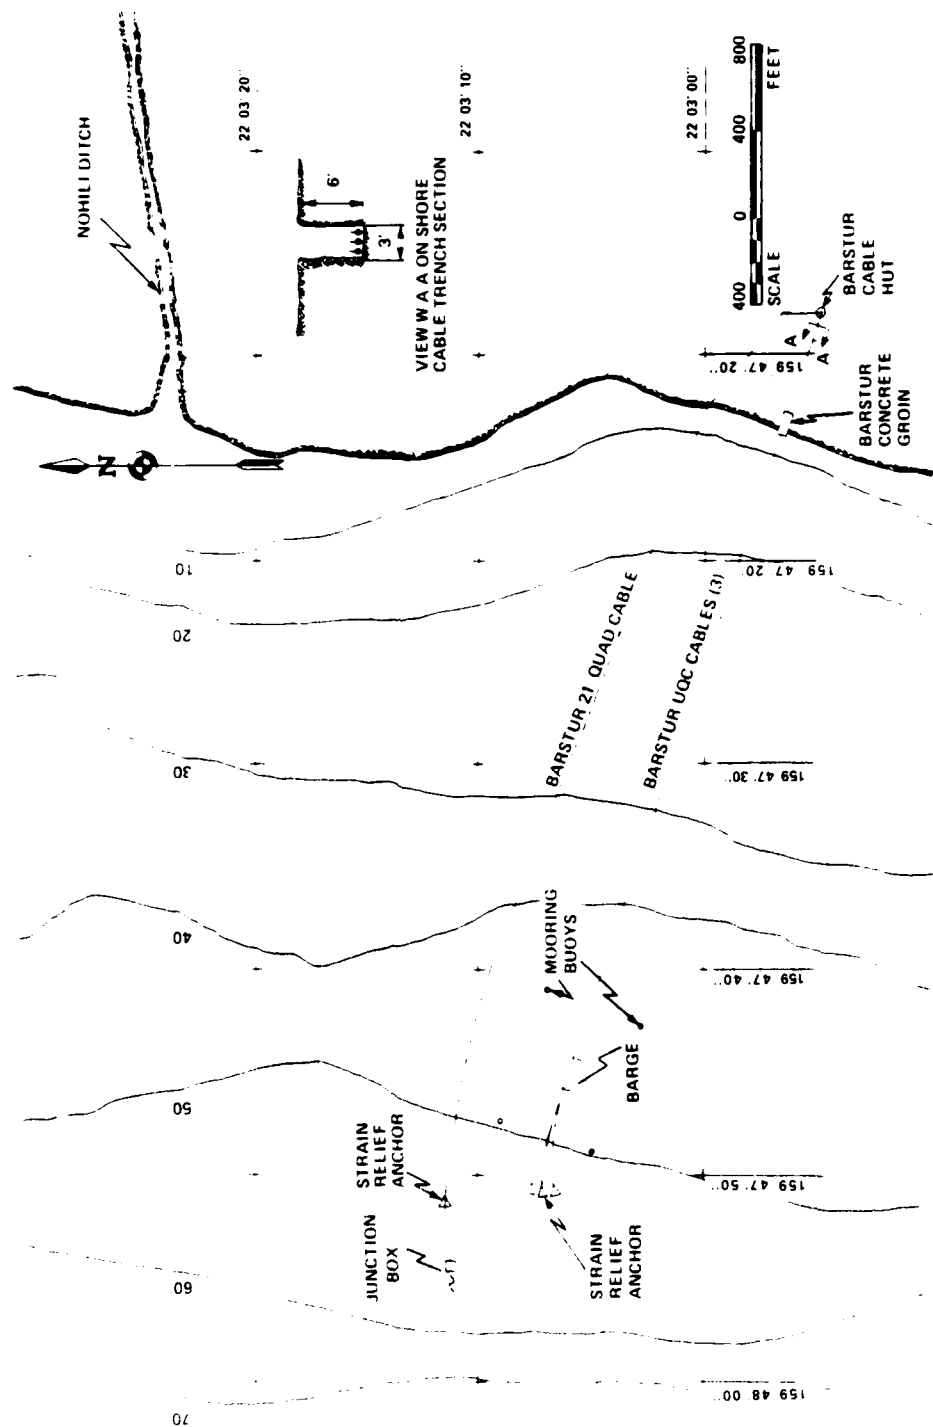 NOHILI DITCH
22 03' 20"
22 03' 10"
22 03' 00"
6'
3'
VIEW W A A ON SHORE
CABLE TRENCH SECTION
400 0 400 800
SCALE FEET
A
A
BARSTUR
CABLE
HUT
BARSTUR
CONCRETE
GROIN
N
159 47' 20"
159 47' 20"
159 47' 30"
159 47' 40"
159 47' 50"
159 48' 00"
10
20
30
40
50
60
70
BARSTUR 21 QUAD CABLE
BARSTUR UQC CABLES (3)
MOORING
BUOYS
BARGE
STRAIN
RELIEF
ANCHOR
JUNCTION
BOX
STRAIN
RELIEF
ANCHOR